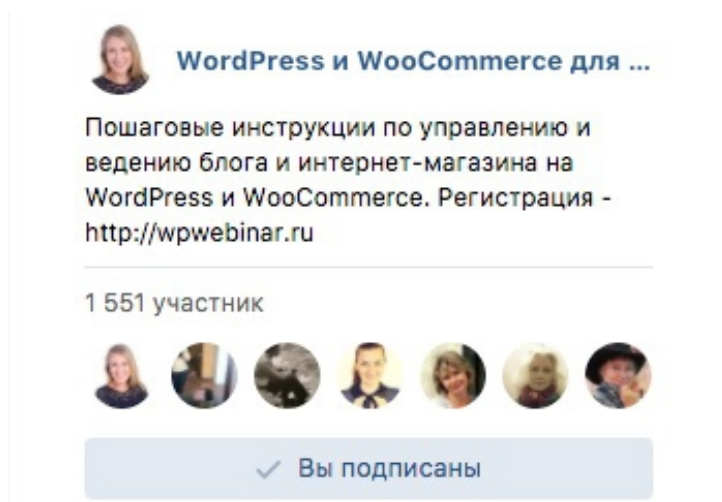 WordPress и WooCommerce для ...
Пошаговые инструкции по управлению и
ведению блога и интернет-магазина на
WordPress и WooCommerce. Регистрация -
http://wpwebinar.ru
1 551 участник
Вы подписаны